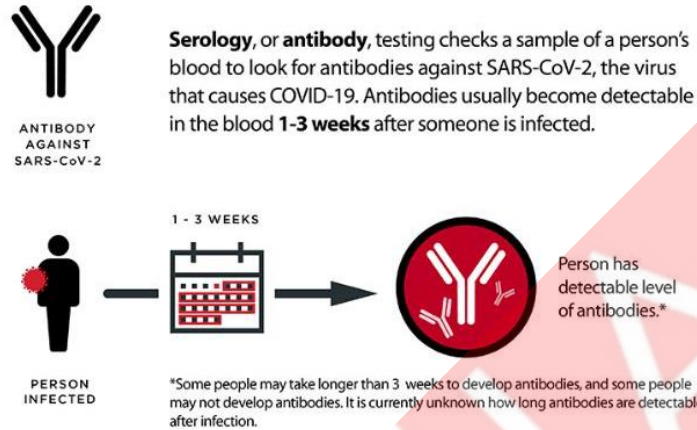 Serology, or antibody, testing checks a sample of a person's
blood to look for antibodies against SARS-CoV-2, the virus
that causes COVID-19. Antibodies usually become detectable
in the blood 1-3 weeks after someone is infected.
ANTIBODY
AGAINST
SARS-CoV-2
1 - 3 WEEKS
Person has
detectable level
of antibodies.*
PERSON
INFECTED
*Some people may take longer than 3 weeks to develop antibodies, and some people
may not develop antibodies. It is currently unknown how long antibodies are detectable
after infection.